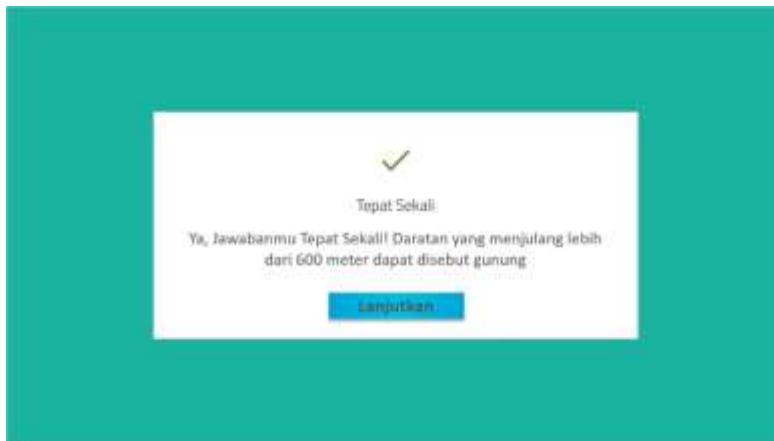 Tepat Sekali
Ya, Jawabanmu Tepat Sekali! Daratan yang menjulang lebih
dari 600 meter dapat disebut gunung
Lanjutkan